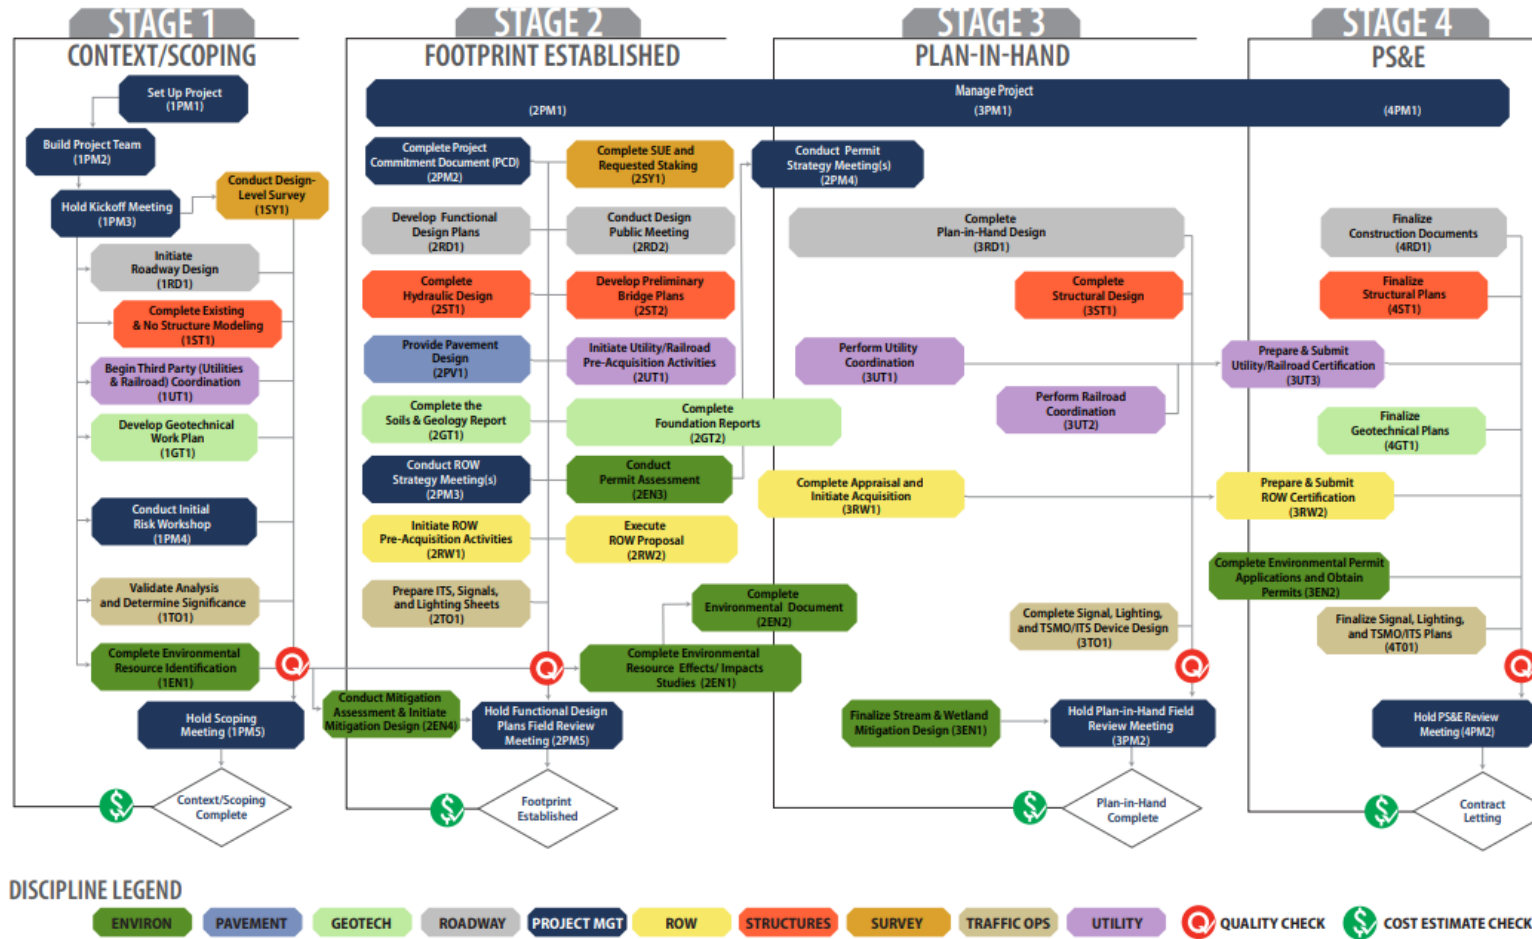 STAGE 1
CONTEXT/SCOPING
Set Up Project
(1PM1)
Build Project Team
(1PM2)
Hold Kickoff Meeting
(1PM3)
Conduct Design-
Level Survey
(1SY1)
Initiate
Roadway Design
(1RD1)
Complete Existing
& No Structure Modeling
(1ST1)
Begin Third Party (Utilities
& Railroad) Coordination
(1UT1)
Develop Geotechnical
Work Plan
(1GT1)
Conduct Initial
Risk Workshop
(1PM4)
Validate Analysis
and Determine Significance
(1TO1)
Complete Environmental
Resource Identification
(1EN1)
Q
Hold Scoping
Meeting (1PM5)
$
Context/Scoping
Complete
STAGE 2
FOOTPRINT ESTABLISHED
Manage Project
(2PM1)
(3PM1)
(4PM1)
Complete Project
Commitment Document (PCD)
(2PM2)
Complete SUE and
Requested Staking
(2SY1)
Develop Functional
Design Plans
(2RD1)
Conduct Design
Public Meeting
(2RD2)
Complete
Hydraulic Design
(2ST1)
Develop Preliminary
Bridge Plans
(2ST2)
Provide Pavement
Design
(2PV1)
Initiate Utility/Railroad
Pre-Acquisition Activities
(2UT1)
Complete the
Soils & Geology Report
(2GT1)
Complete
Foundation Reports
(2GT2)
Conduct ROW
Strategy Meeting(s)
(2PM3)
Conduct
Permit Assessment
(2EN3)
Initiate ROW
Pre-Acquisition Activities
(2RW1)
Execute
ROW Proposal
(2RW2)
Prepare ITS, Signals,
and Lighting Sheets
(2TO1)
Complete
Environmental Document
(2EN2)
Q
Complete Environmental
Resource Effects/ Impacts
Studies (2EN1)
Conduct Mitigation
Assessment & Initiate
Mitigation Design (2EN4)
Hold Functional Design
Plans Field Review
Meeting (2PM5)
$
Footprint
Established
STAGE 3
PLAN-IN-HAND
Conduct Permit
Strategy Meeting(s)
(2PM4)
Complete
Plan-in-Hand Design
(3RD1)
Complete
Structural Design
(3ST1)
Perform Utility
Coordination
(3UT1)
Perform Railroad
Coordination
(3UT2)
Complete Appraisal and
Initiate Acquisition
(3RW1)
Complete Signal, Lighting,
and TSMO/ITS Device Design
(3TO1)
Q
Finalize Stream & Wetland
Mitigation Design (3EN1)
Hold Plan-in-Hand Field
Review Meeting
(3PM2)
$
Plan-in-Hand
Complete
STAGE 4
PS&E
Finalize
Construction Documents
(4RD1)
Finalize
Structural Plans
(4ST1)
Prepare & Submit
Utility/Railroad Certification
(3UT3)
Finalize
Geotechnical Plans
(4GT1)
Prepare & Submit
ROW Certification
(3RW2)
Complete Environmental Permit
Applications and Obtain
Permits (3EN2)
Finalize Signal, Lighting,
and TSMO/ITS Plans
(4T01)
Q
Hold PS&E Review
Meeting (4PM2)
$
Contract
Letting
DISCIPLINE LEGEND
ENVIRON
PAVEMENT
GEOTECH
ROADWAY
PROJECT MGT
ROW
STRUCTURES
SURVEY
TRAFFIC OPS
UTILITY
Q
QUALITY CHECK
$
COST ESTIMATE CHECK